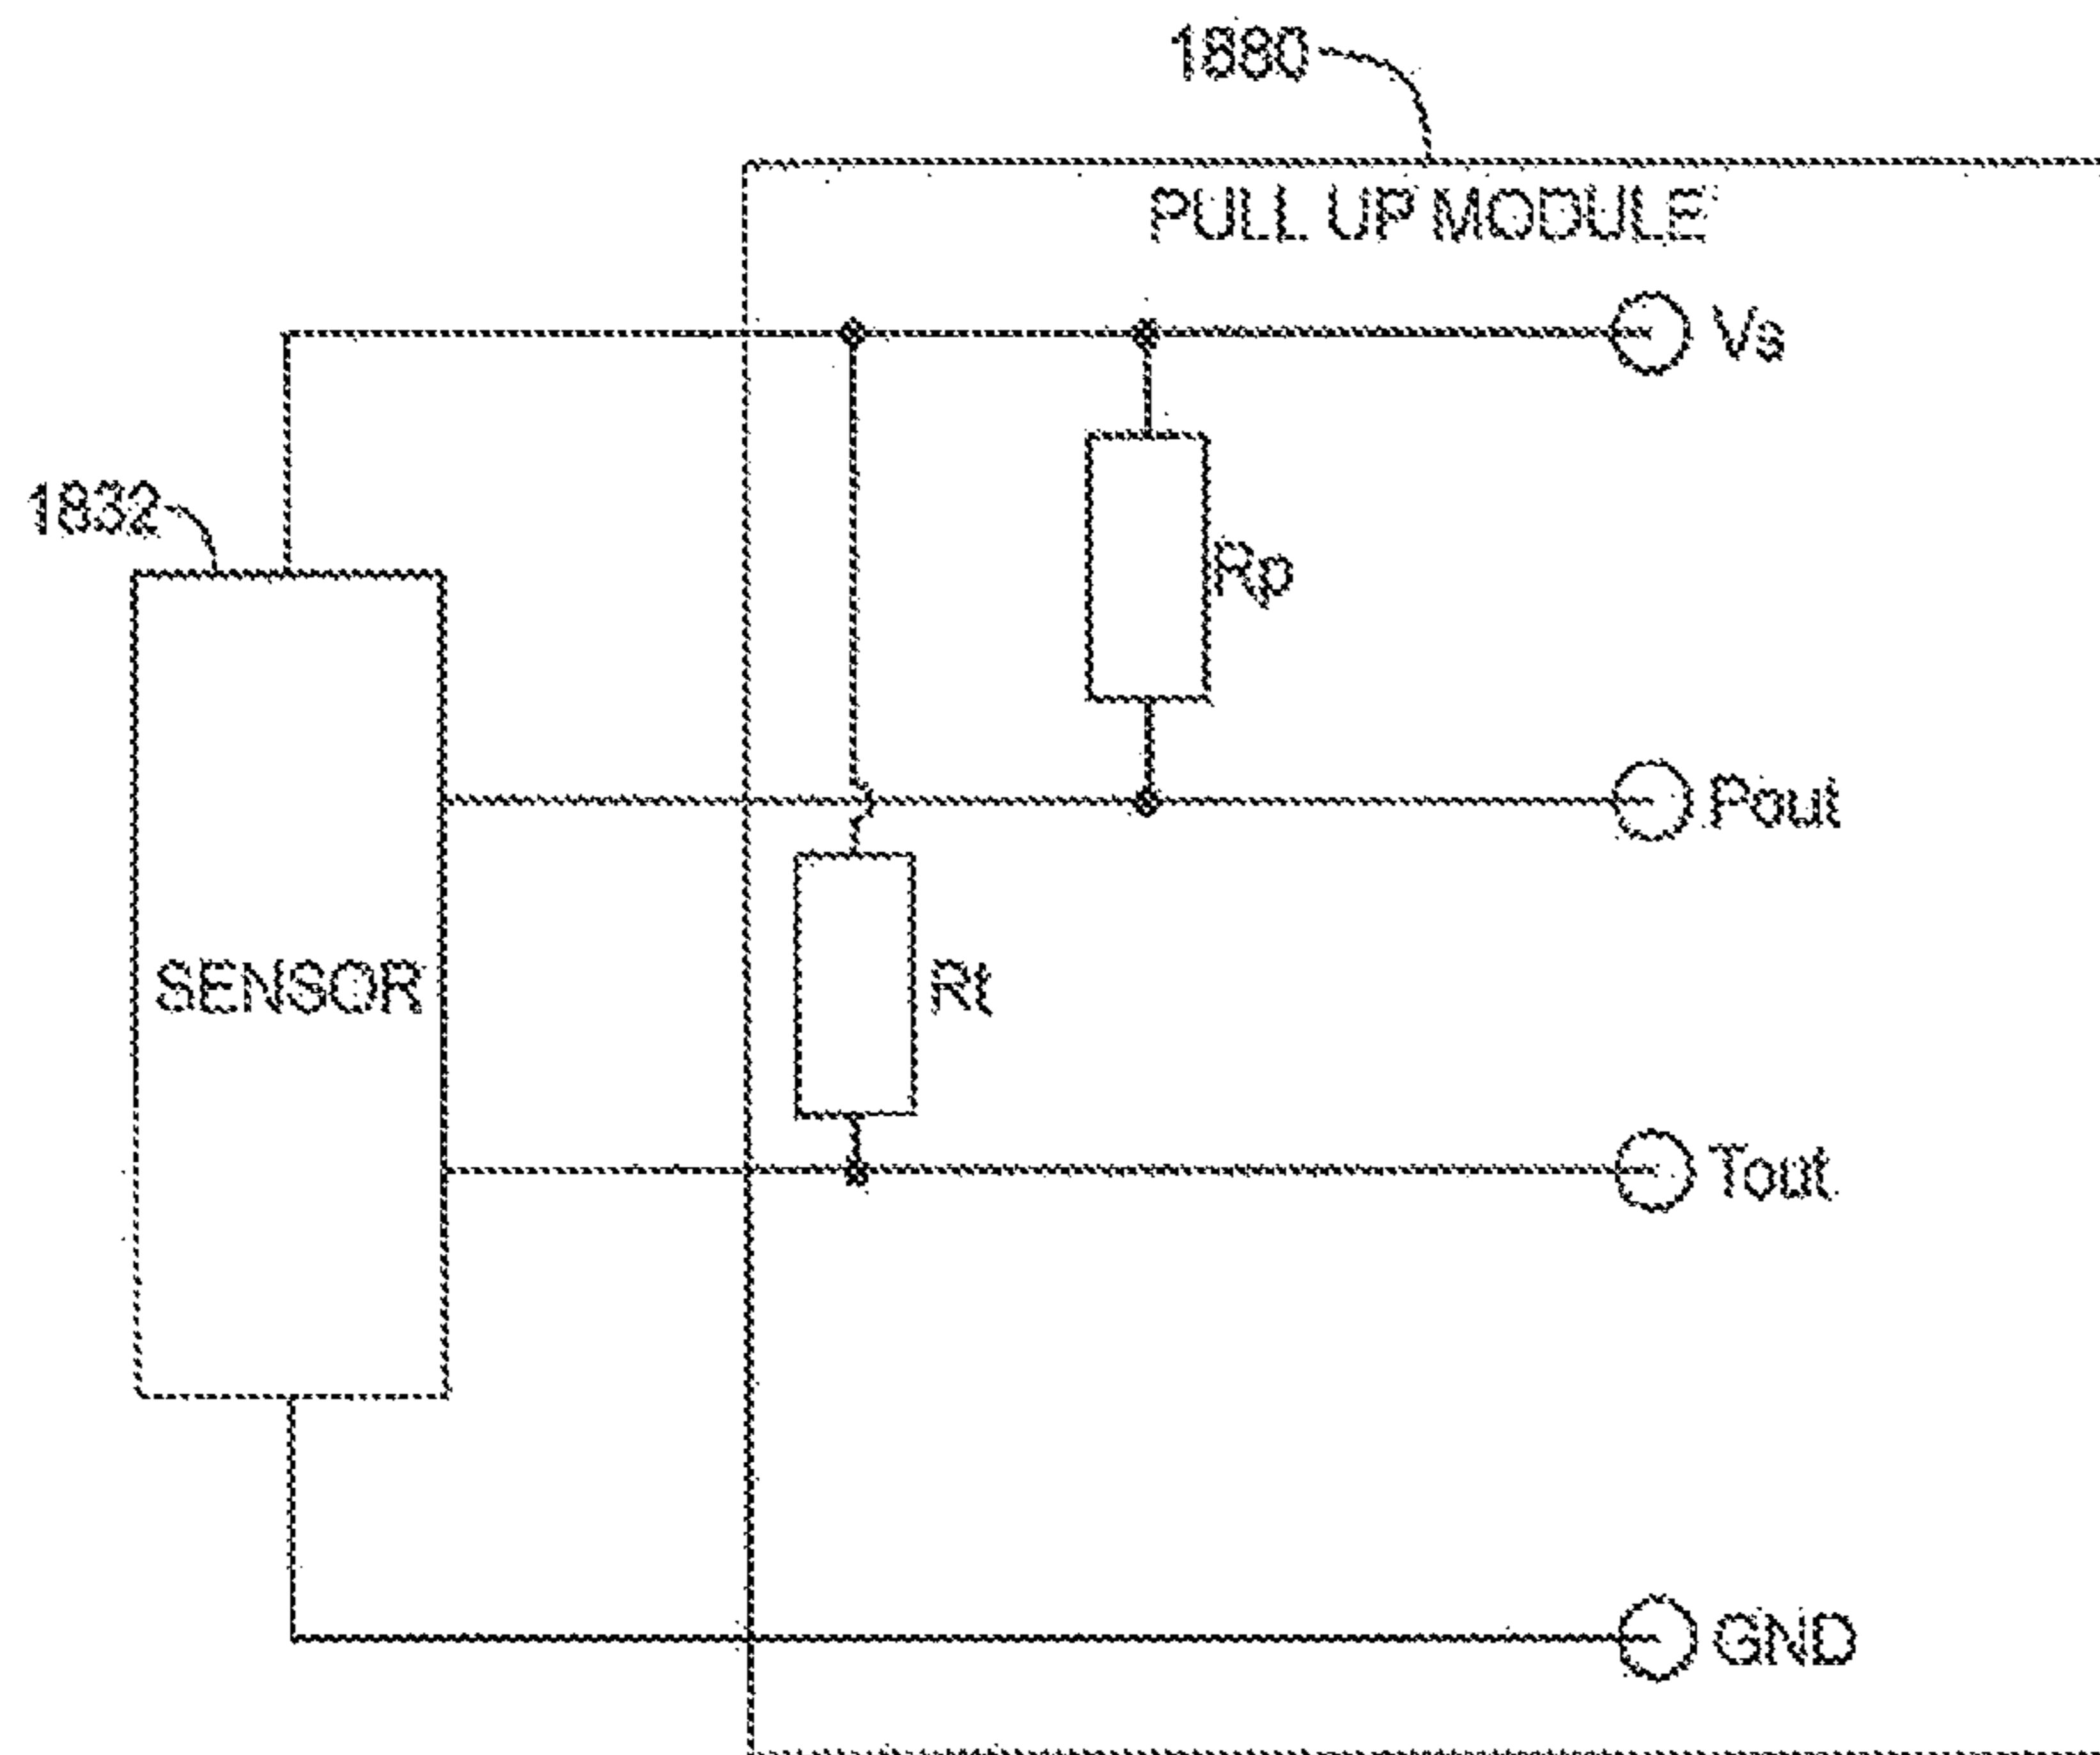 1880
PULL UP MODULE
Vs
1832
Rp
Pout
SENSOR
Rt
Tout
GND